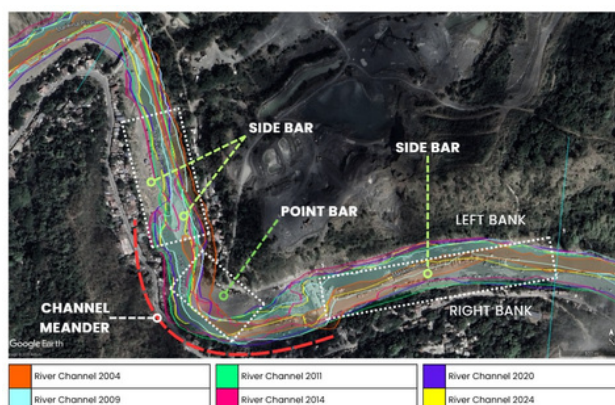 SIDE BAR
SIDE BAR
POINT BAR
LEFT BANK
CHANNEL
MEANDER
RIGHT BANK
Google Earth
River Channel 2004
River Channel 2011
River Channel 2020
River Channel 2009
River Channel 2014
River Channel 2024